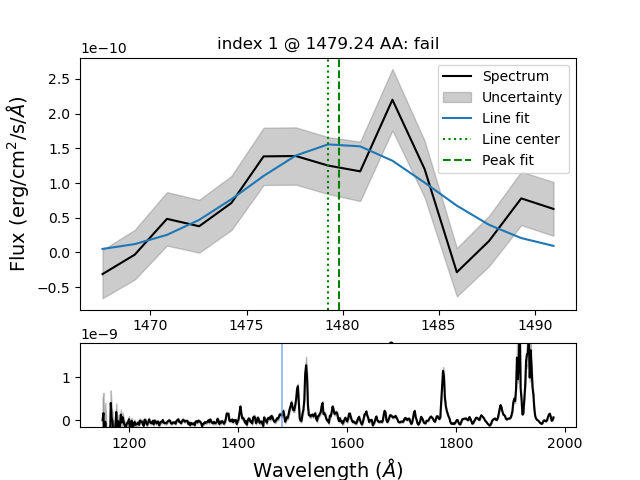 index 1 @ 1479.24 AA: fail
1e−10
2.5
2.0
1.5
1.0
0.5
0.0
−0.5
Flux (erg/cm²/s/Å)
Spectrum
Uncertainty
Line fit
Line center
Peak fit
1470
1475
1480
1485
1490
1e−9
1
0
1200
1400
1600
1800
2000
Wavelength (Å)